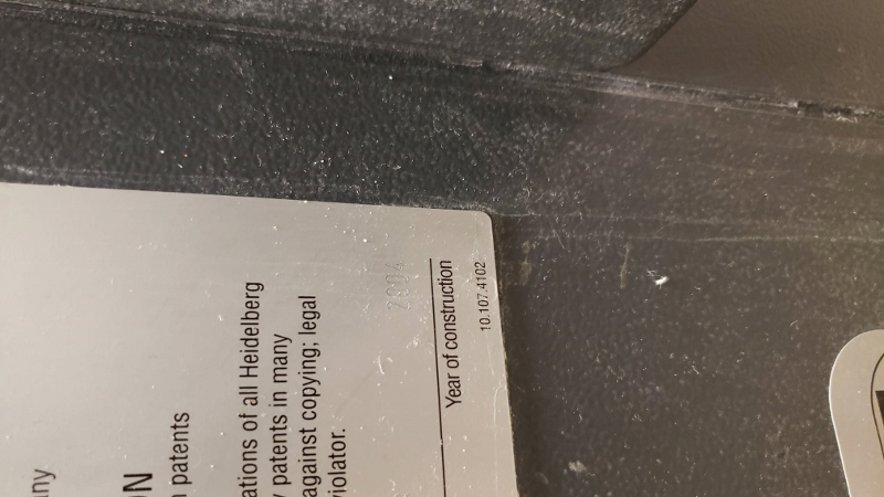 any
ON
n patents
ations of all Heidelberg
y patents in many
against copying; legal
violator.
2004
Year of construction
10.107.4102